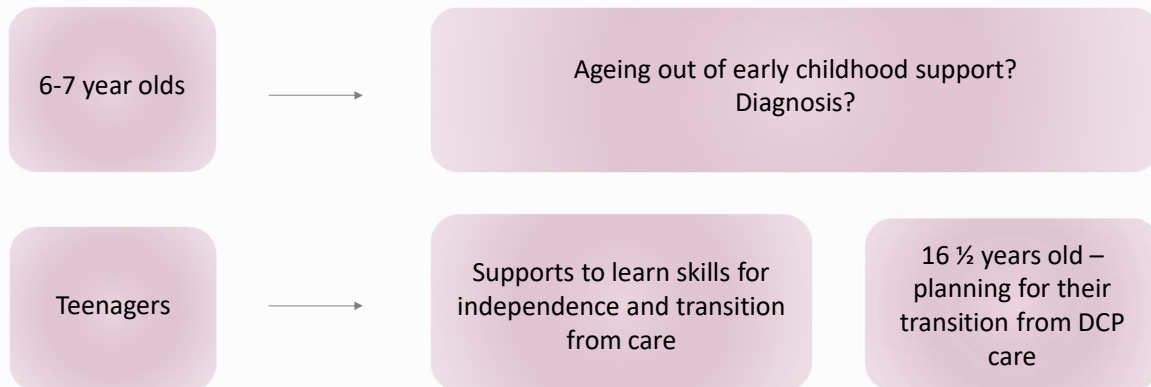 6-7 year olds
Ageing out of early childhood support?
Diagnosis?
Teenagers
Supports to learn skills for
independence and transition
from care
16 ½ years old –
planning for their
transition from DCP
care